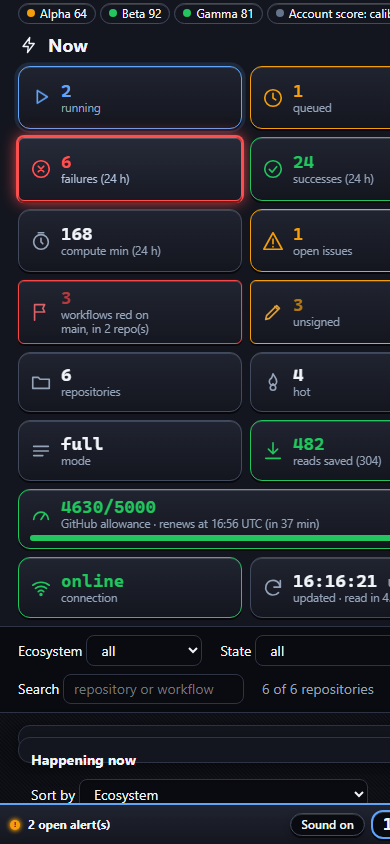 Alpha 64 Beta 92 Gamma 81 Account score:
Now
2
running
1
queued
6
failures (24 h)
24
successes (24 h)
168
compute min (24 h)
1
open issues
3
workflows red on
main, in 2 repo(s)
3
unsigned
6
repositories
4
hot
full
mode
482
reads saved (304)
4630/5000
GitHub allowance · renews at 16:56 UTC (in 37 min)
online
connection
16:16:21
updated · read in
Ecosystem all State all
Search repository or workflow 6 of 6 repositories
Happening now
Sort by Ecosystem
2 open alert(s) Sound on